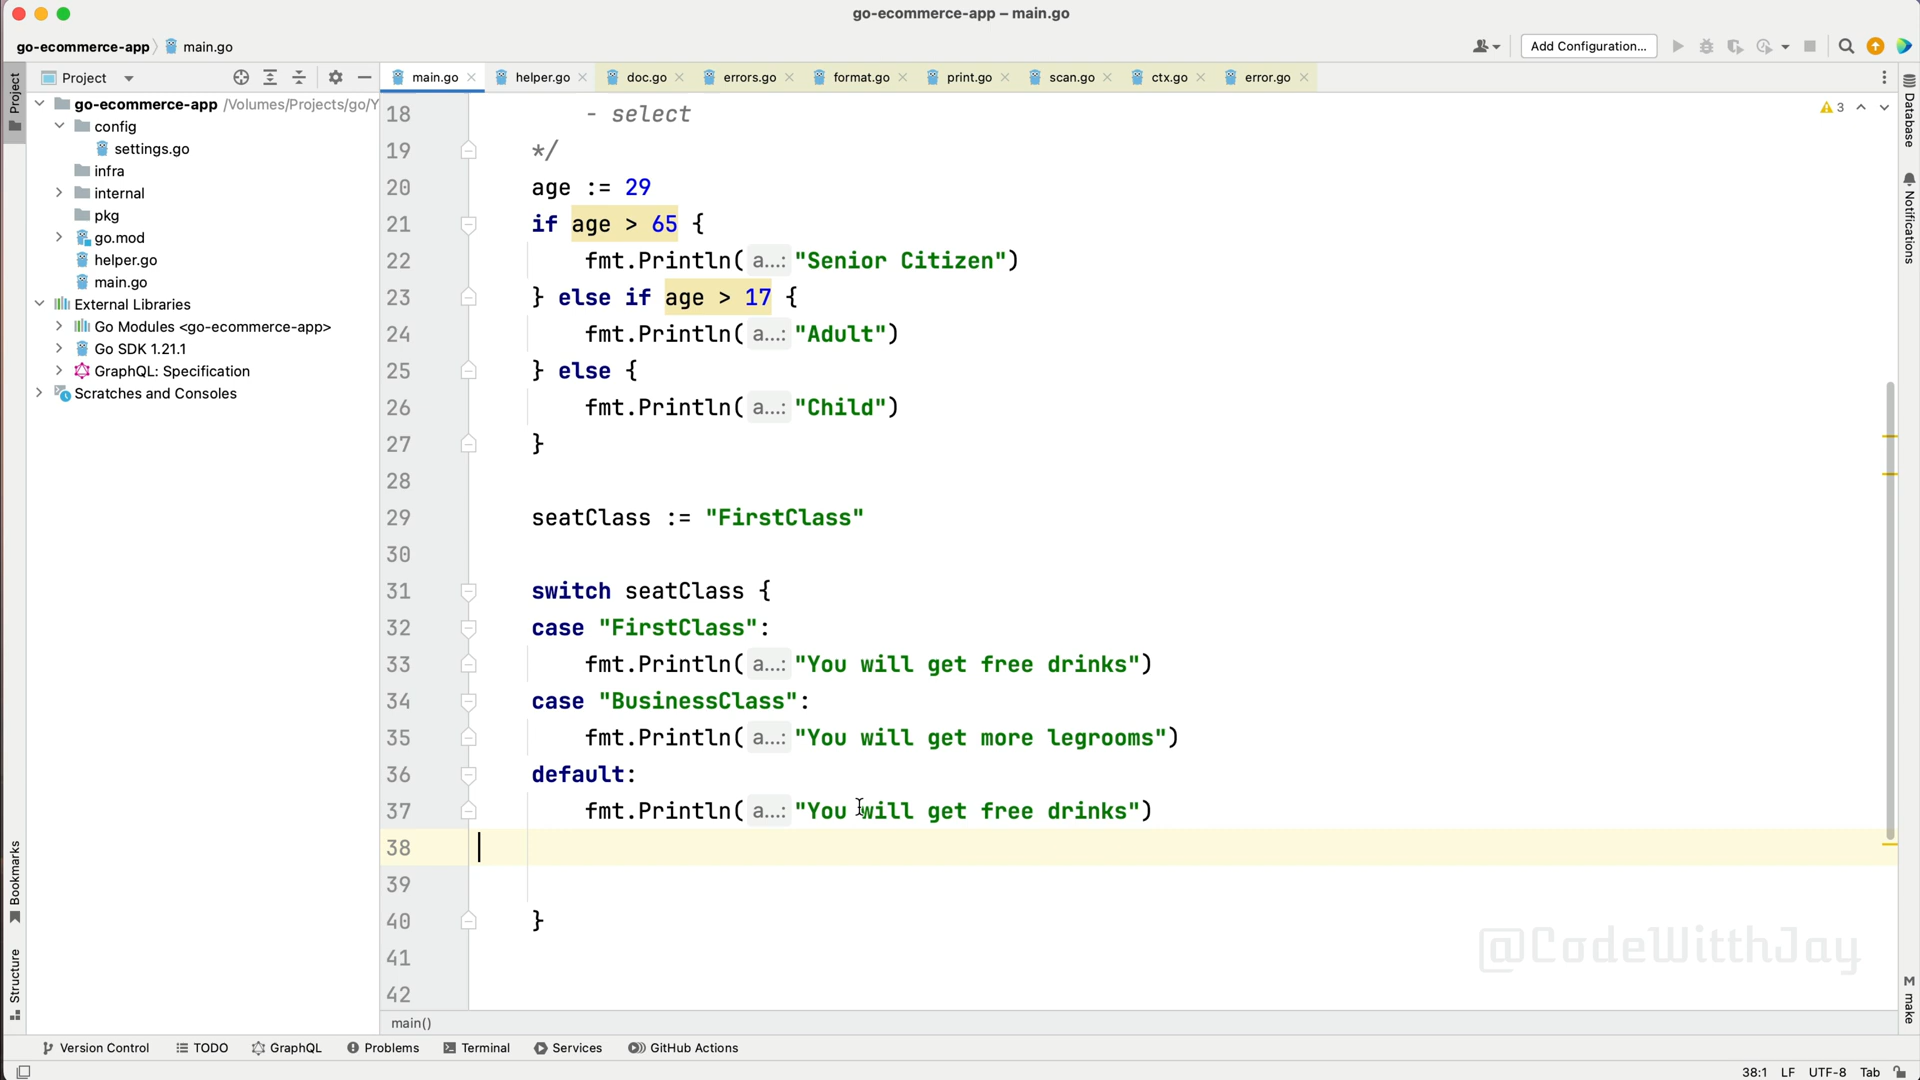 go-ecommerce-app – main.go
go-ecommerce-app main.go
Add Configuration...
Project
Project
main.go helper.go doc.go errors.go format.go print.go scan.go ctx.go error.go
go-ecommerce-app /Volumes/Projects/go/Y
config
settings.go
infra
internal
pkg
go.mod
helper.go
main.go
External Libraries
Go Modules <go-ecommerce-app>
Go SDK 1.21.1
GraphQL: Specification
Scratches and Consoles
Bookmarks
Structure
3
18 - select
19 */
20 age := 29
21 if age > 65 {
22 fmt.Println( a...: "Senior Citizen")
23 } else if age > 17 {
24 fmt.Println( a...: "Adult")
25 } else {
26 fmt.Println( a...: "Child")
27 }
28
29 seatClass := "FirstClass"
30
31 switch seatClass {
32 case "FirstClass":
33 fmt.Println( a...: "You will get free drinks")
34 case "BusinessClass":
35 fmt.Println( a...: "You will get more legrooms")
36 default:
37 fmt.Println( a...: "You will get free drinks")
38
39
40 }
41
42
@CodeWitthJay
Database
Notifications
M make
main()
Version Control TODO GraphQL Problems Terminal Services GitHub Actions
38:1 LF UTF-8 Tab